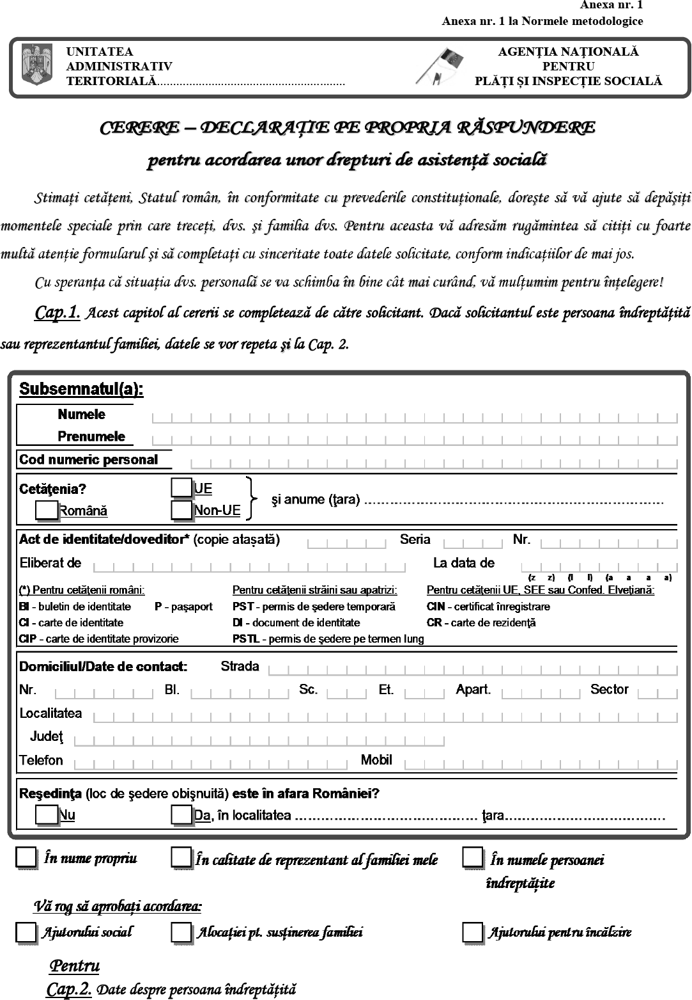 Anexa nr. 1
Anexa nr. 1 la Normele metodologice
UNITATEA
ADMINISTRATIV
TERITORIALĂ...........................................................
AGENŢIA NAŢIONALĂ
PENTRU
PLĂȚI ȘI INSPECȚIE SOCIALĂ
CERERE – DECLARAȚIE PE PROPRIA RĂSPUNDERE
pentru acordarea unor drepturi de asistență socială
Stimați cetățeni, Statul român, în conformitate cu prevederile constituționale, dorește să vă ajute să depășiți
momentele speciale prin care treceți, dvs. și familia dvs. Pentru aceasta vă adresăm rugămintea să citiți cu foarte
multă atenție formularul și să completați cu sinceritate toate datele solicitate, conform indicațiilor de mai jos.
Cu speranța că situația dvs. personală se va schimba în bine cât mai curând, vă mulțumim pentru înțelegere!
Cap.1. Acest capitol al cererii se completează de către solicitant. Dacă solicitantul este persoana îndreptățită
sau reprezentantul familiei, datele se vor repeta și la Cap. 2.
Subsemnatul(a):
Numele
Prenumele
Cod numeric personal
Cetăţenia?
UE
Română
Non-UE
şi anume (ţara) ......................................................................
Act de identitate/doveditor* (copie atașată) Seria Nr.
Eliberat de La data de
(z z) (l l) (a a a a)
(*) Pentru cetăţenii români: Pentru cetăţenii străini sau apatrizi: Pentru cetăţenii UE, SEE sau Confed. Elveţiană:
BI - buletin de identitate P - paşaport PST - permis de şedere temporară CIN - certificat înregistrare
CI - carte de identitate DI - document de identitate CR - carte de rezidenţă
CIP - carte de identitate provizorie PSTL - permis de şedere pe termen lung
Domiciliul/Date de contact: Strada
Nr. Bl. Sc. Et. Apart. Sector
Localitatea
Judeţ
Telefon Mobil
Reşedinţa (loc de şedere obişnuită) este în afara României?
Nu Da, în localitatea ........................................... ţara......................................
În nume propriu În calitate de reprezentant al familiei mele În numele persoanei
îndreptățite
Vă rog să aprobați acordarea:
Ajutorului social Alocației pt. susținerea familiei Ajutorului pentru încălzire
Pentru
Cap.2. Date despre persoana îndreptățită